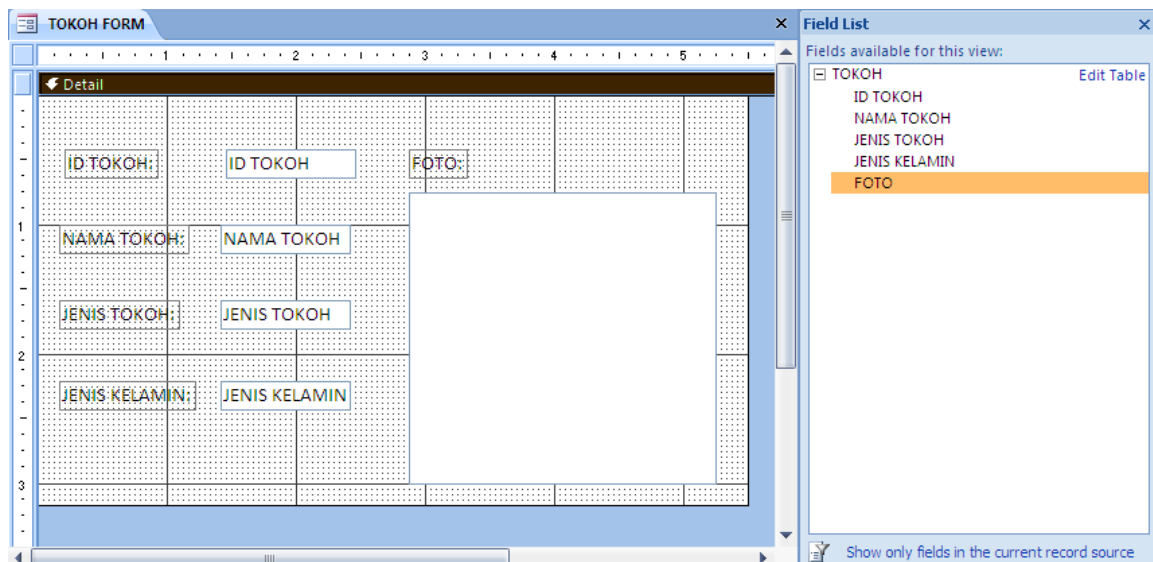 TOKOH FORM
1 2 3 4 5
Detail
ID TOKOH: ID TOKOH FOTO:
1
NAMA TOKOH: NAMA TOKOH
JENIS TOKOH: JENIS TOKOH
2
JENIS KELAMIN: JENIS KELAMIN
3
Field List
Fields available for this view:
TOKOH Edit Table
ID TOKOH
NAMA TOKOH
JENIS TOKOH
JENIS KELAMIN
FOTO
Show only fields in the current record source